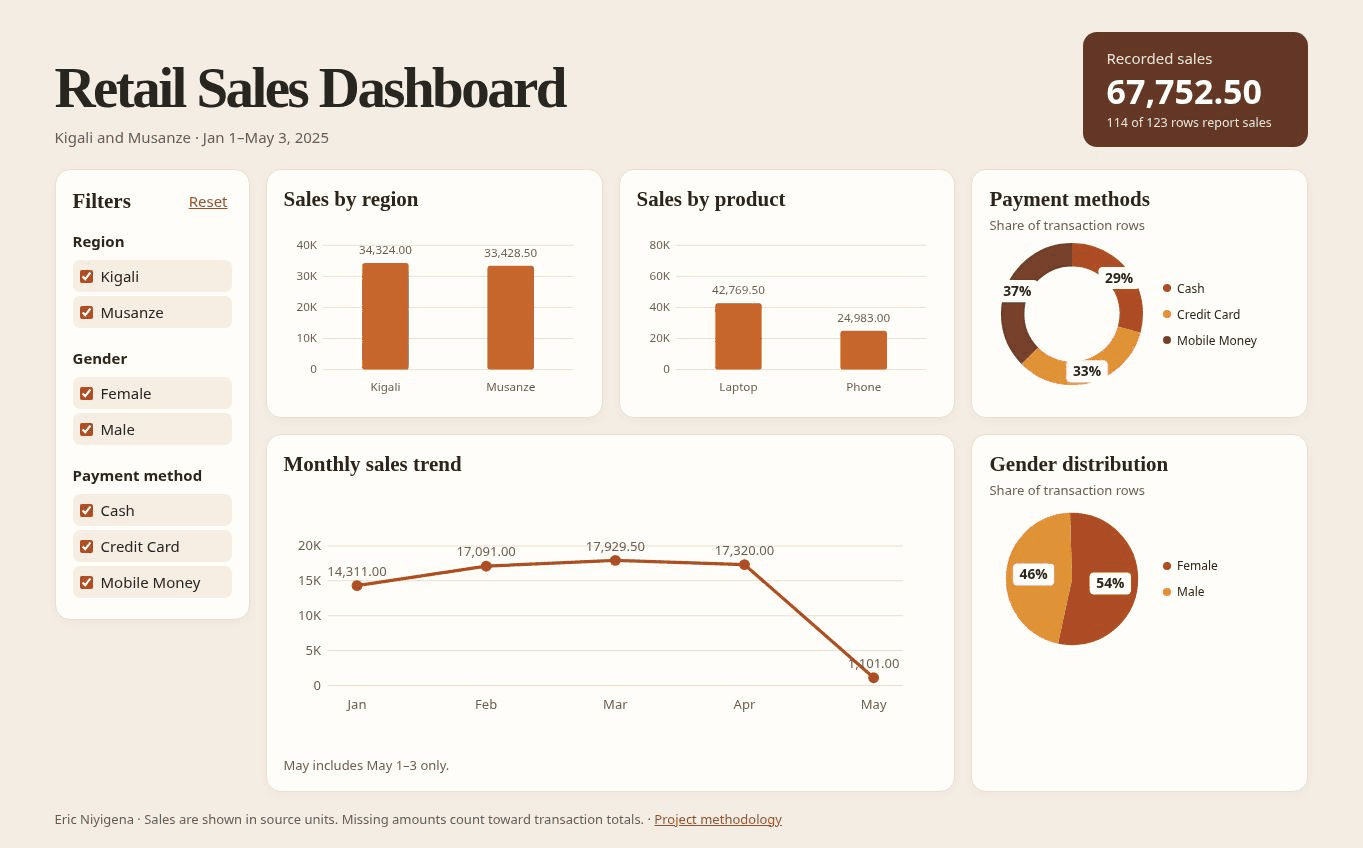 Retail Sales Dashboard
Kigali and Musanze · Jan 1–May 3, 2025
Recorded sales
67,752.50
114 of 123 rows report sales
Filters
Reset
Region
Kigali
Musanze
Gender
Female
Male
Payment method
Cash
Credit Card
Mobile Money
Sales by region
40K
30K
20K
10K
0
34,324.00
33,428.50
Kigali
Musanze
Sales by product
80K
60K
40K
20K
0
42,769.50
24,983.00
Laptop
Phone
Payment methods
Share of transaction rows
29%
37%
33%
Cash
Credit Card
Mobile Money
Monthly sales trend
20K
15K
10K
5K
0
14,311.00
17,091.00
17,929.50
17,320.00
1,101.00
Jan
Feb
Mar
Apr
May
May includes May 1–3 only.
Gender distribution
Share of transaction rows
46%
54%
Female
Male
Eric Niyigena · Sales are shown in source units. Missing amounts count toward transaction totals. · Project methodology